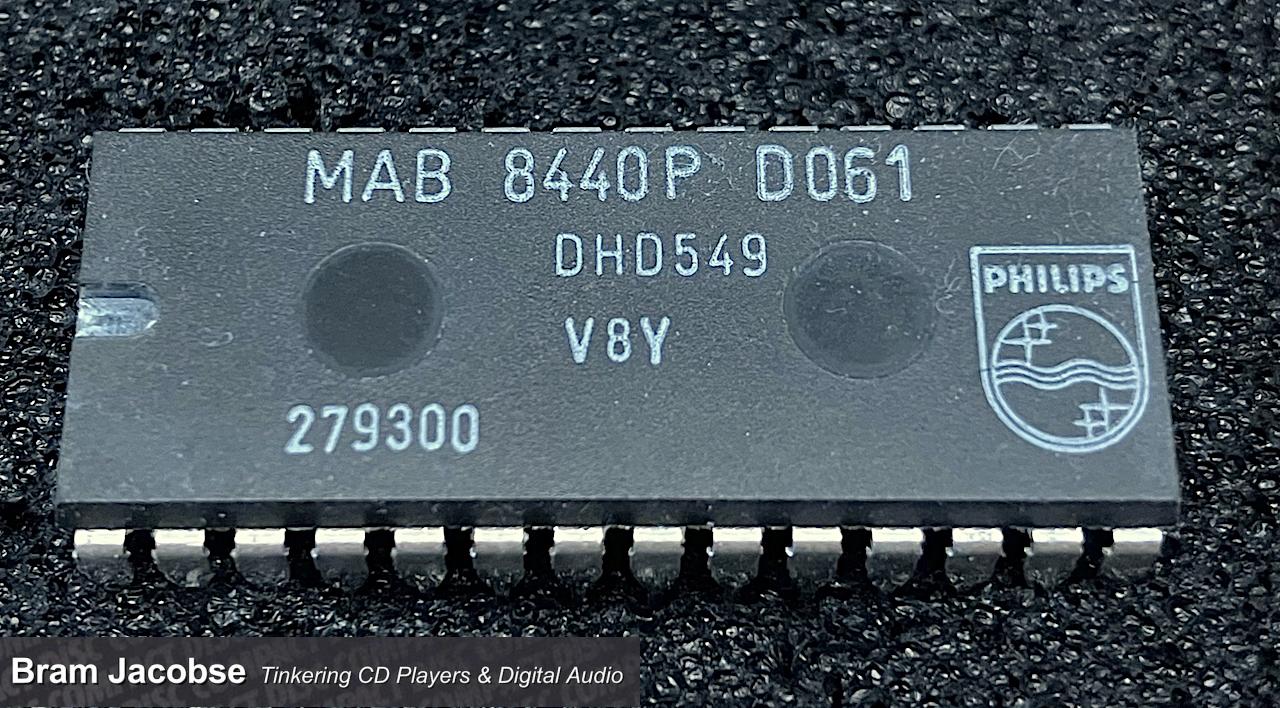 MAB 8440P D061
DHD549
V8Y
279300
PHILIPS
Bram Jacobse Tinkering CD Players & Digital Audio